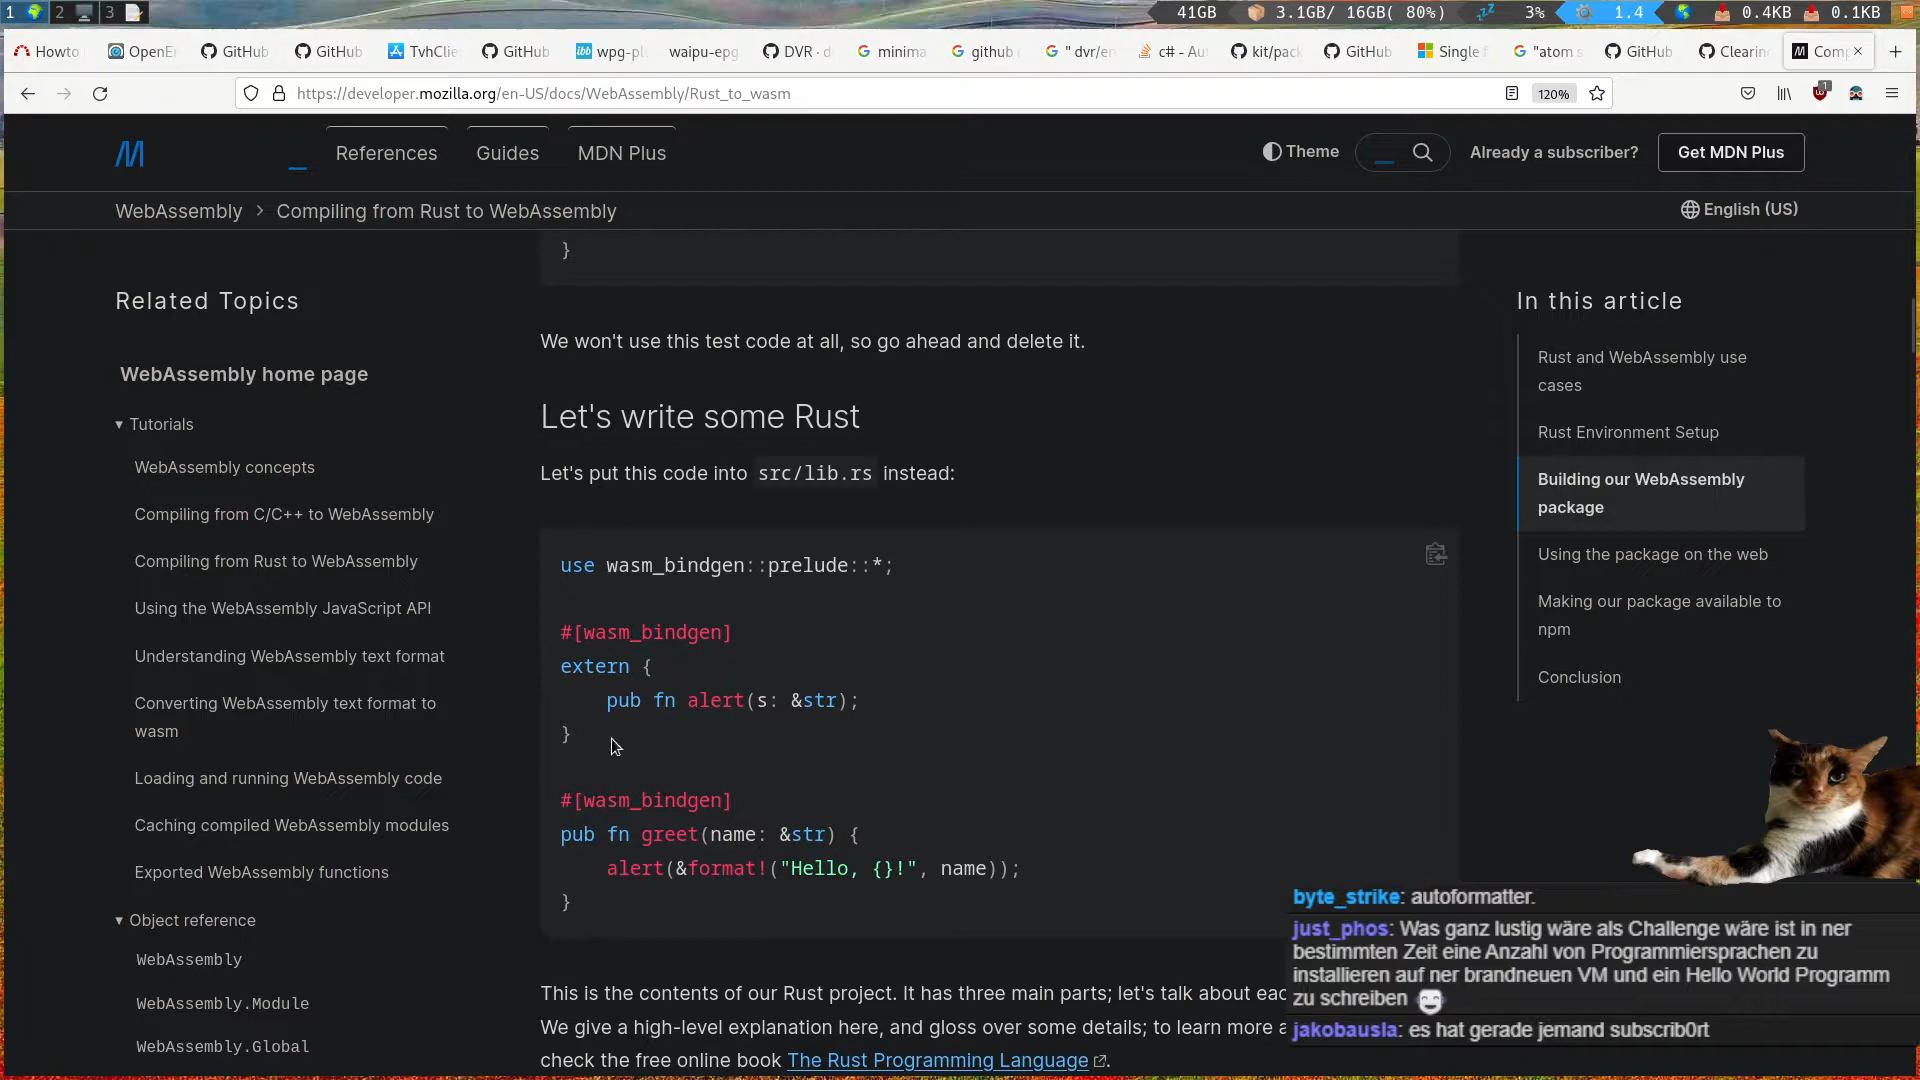 1 2 3 41GB 3.1GB/ 16GB( 80%) 3% 1.4 0.4KB 0.1KB
Howto OpenE GitHub GitHub TvhClie GitHub wpg-pl waipu-epg DVR · d minima github " dvr/en c# - Au kit/pack GitHub Single f "atom s GitHub Clearin Comp
https://developer.mozilla.org/en-US/docs/WebAssembly/Rust_to_wasm 120% 1
References Guides MDN Plus Theme Already a subscriber? Get MDN Plus
WebAssembly Compiling from Rust to WebAssembly English (US)
Related Topics
WebAssembly home page
Tutorials
WebAssembly concepts
Compiling from C/C++ to WebAssembly
Compiling from Rust to WebAssembly
Using the WebAssembly JavaScript API
Understanding WebAssembly text format
Converting WebAssembly text format to
wasm
Loading and running WebAssembly code
Caching compiled WebAssembly modules
Exported WebAssembly functions
Object reference
WebAssembly
WebAssembly.Module
WebAssembly.Global
}
We won't use this test code at all, so go ahead and delete it.
Let's write some Rust
Let's put this code into src/lib.rs instead:
use wasm_bindgen::prelude::*;
#[wasm_bindgen]
extern {
pub fn alert(s: &str);
}
#[wasm_bindgen]
pub fn greet(name: &str) {
alert(&format!("Hello, {}!", name));
}
This is the contents of our Rust project. It has three main parts; let's talk about eac
We give a high-level explanation here, and gloss over some details; to learn more a
check the free online book The Rust Programming Language.
In this article
Rust and WebAssembly use
cases
Rust Environment Setup
Building our WebAssembly
package
Using the package on the web
Making our package available to
npm
Conclusion
byte_strike: autoformatter.
just_phos: Was ganz lustig wäre als Challenge wäre ist in ner
bestimmten Zeit eine Anzahl von Programmiersprachen zu
installieren auf ner brandneuen VM und ein Hello World Programm
zu schreiben
jakobausla: es hat gerade jemand subscrib0rt